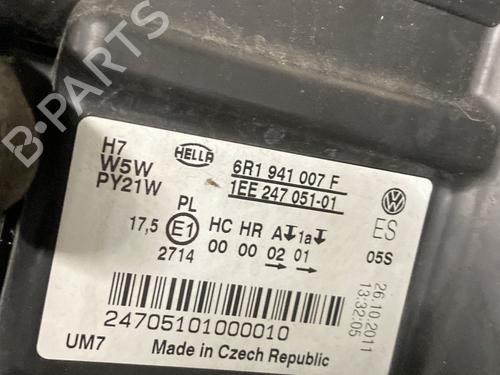 B-PARTS
H7
W5W
PY21W
HELLA
6R1 941 007 F
1EE 247 051-01
PL
17,5 E1 HC HR A 1a
2714 00 00 02 01
ES
05S
26.10.2011
13:32:05
24705101000010
UM7 Made in Czech Republic